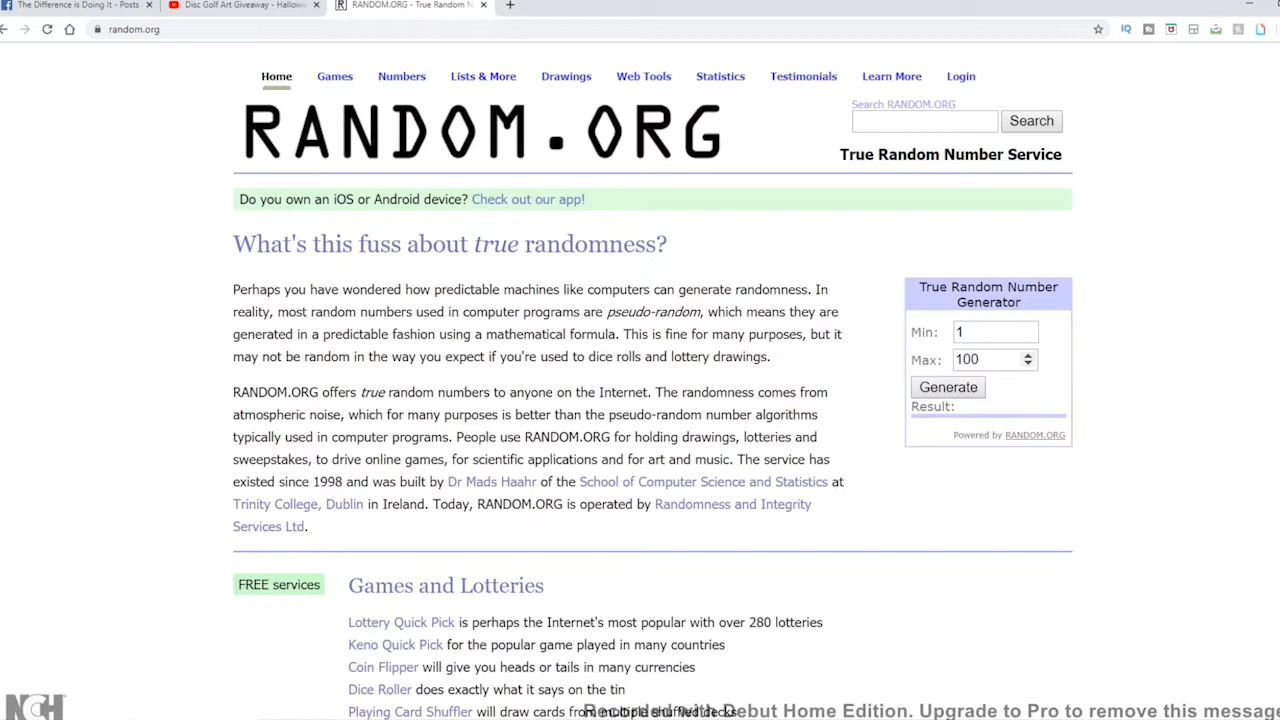 The Difference is Doing It - Posts
Disc Golf Art Giveaway - Hallowe
RANDOM.ORG - True Random N
random.org
Home Games Numbers Lists & More Drawings Web Tools Statistics Testimonials Learn More Login
RANDOM.ORG
Search RANDOM.ORG
Search
True Random Number Service
Do you own an iOS or Android device? Check out our app!
What's this fuss about true randomness?
Perhaps you have wondered how predictable machines like computers can generate randomness. In
reality, most random numbers used in computer programs are pseudo-random, which means they are
generated in a predictable fashion using a mathematical formula. This is fine for many purposes, but it
may not be random in the way you expect if you're used to dice rolls and lottery drawings.
RANDOM.ORG offers true random numbers to anyone on the Internet. The randomness comes from
atmospheric noise, which for many purposes is better than the pseudo-random number algorithms
typically used in computer programs. People use RANDOM.ORG for holding drawings, lotteries and
sweepstakes, to drive online games, for scientific applications and for art and music. The service has
existed since 1998 and was built by Dr Mads Haahr of the School of Computer Science and Statistics at
Trinity College, Dublin in Ireland. Today, RANDOM.ORG is operated by Randomness and Integrity
Services Ltd.
True Random Number
Generator
Min: 1
Max: 100
Generate
Result:
Powered by RANDOM.ORG
FREE services
Games and Lotteries
Lottery Quick Pick is perhaps the Internet's most popular with over 280 lotteries
Keno Quick Pick for the popular game played in many countries
Coin Flipper will give you heads or tails in many currencies
Dice Roller does exactly what it says on the tin
Playing Card Shuffler will draw cards from multiple shuffled decks
NCH
Recorded with Debut Home Edition. Upgrade to Pro to remove this message